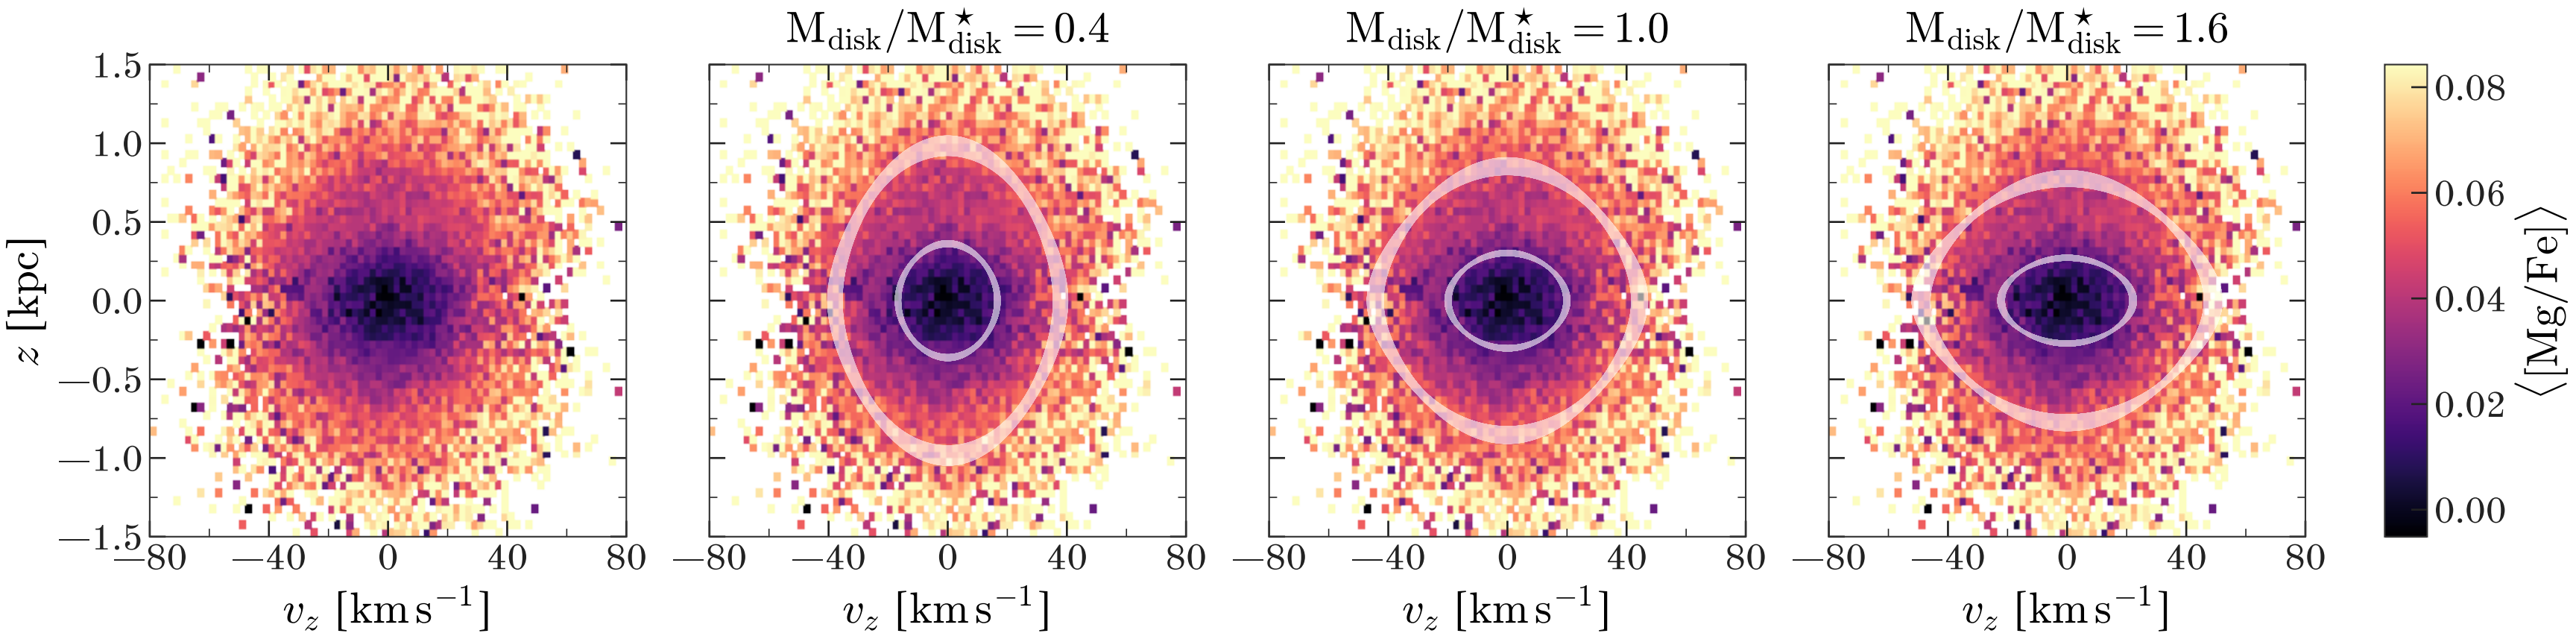 M_disk/M★_disk = 0.4
M_disk/M★_disk = 1.0
M_disk/M★_disk = 1.6
1.5
1.0
0.5
0.0
−0.5
−1.0
−1.5
z [kpc]
−80 −40 0 40 80
−80 −40 0 40 80
−80 −40 0 40 80
−80 −40 0 40 80
v_z [km s⁻¹]
v_z [km s⁻¹]
v_z [km s⁻¹]
v_z [km s⁻¹]
0.08
0.06
0.04
0.02
0.00
⟨[Mg/Fe]⟩